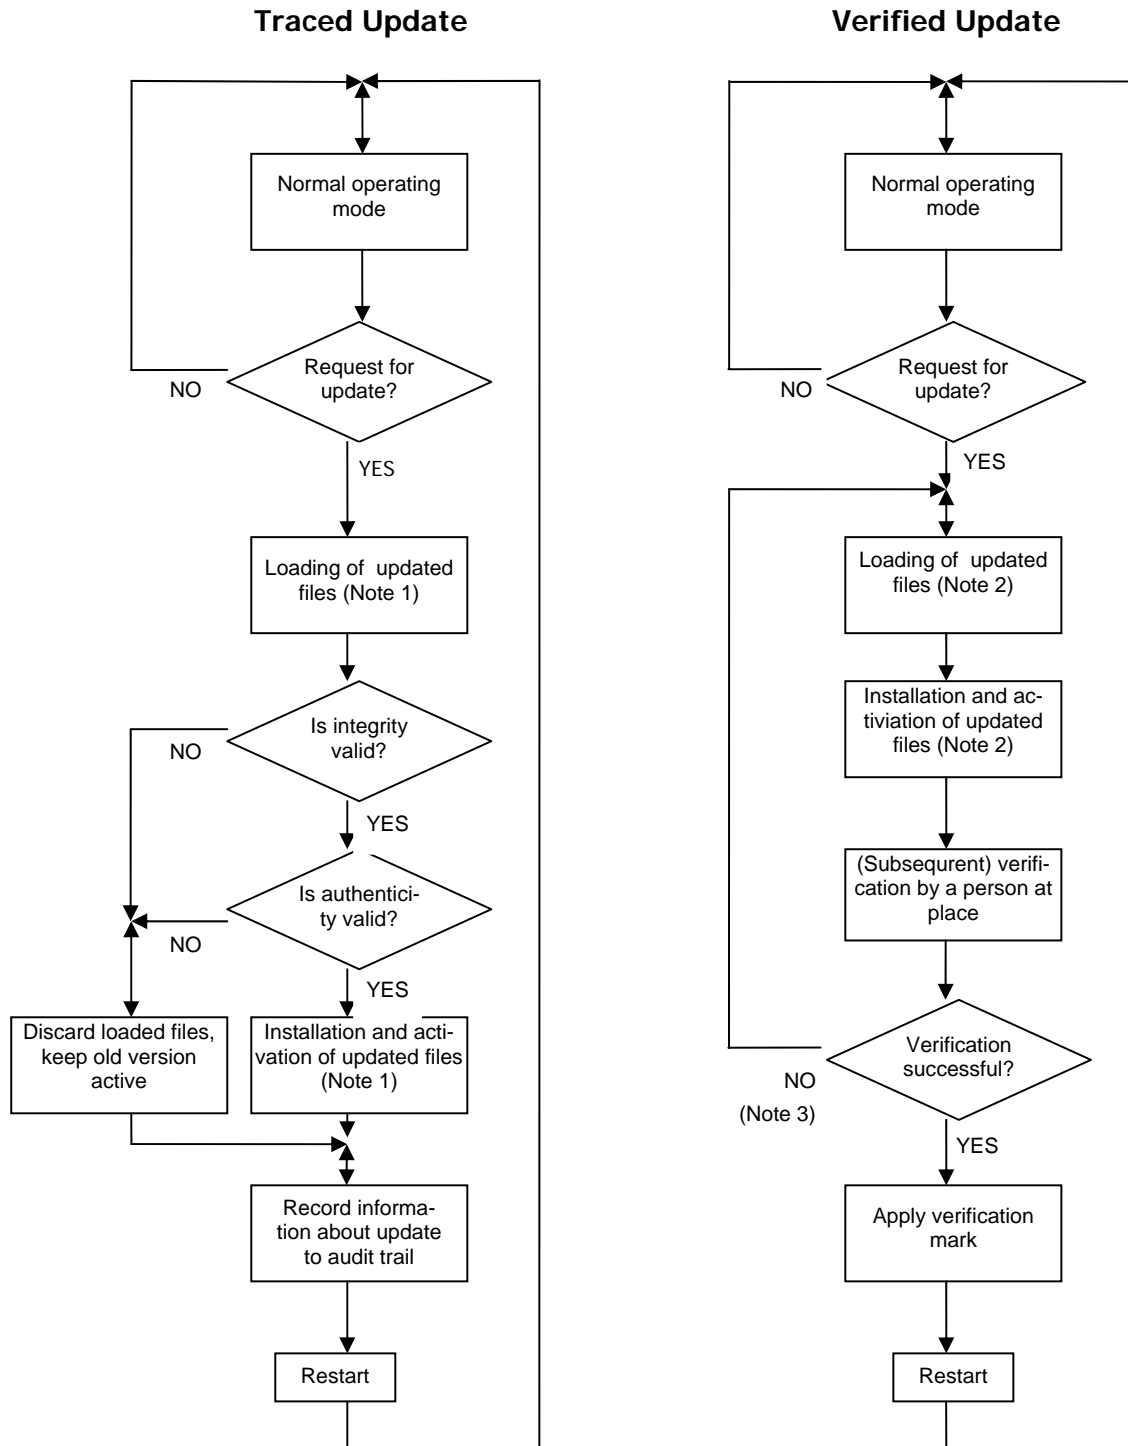 Traced Update
Normal operating
mode
Request for
update?
NO
YES
Loading of updated
files (Note 1)
Is integrity
valid?
NO
YES
Is authentici-
ty valid?
NO
YES
Discard loaded files,
keep old version
active
Installation and acti-
vation of updated files
(Note 1)
Record informa-
tion about update
to audit trail
Restart
Verified Update
Normal operating
mode
Request for
update?
NO
YES
Loading of updated
files (Note 2)
Installation and ac-
tiviation of updated
files (Note 2)
(Subsequrent) verifi-
cation by a person at
place
Verification
successful?
NO
(Note 3)
YES
Apply verification
mark
Restart